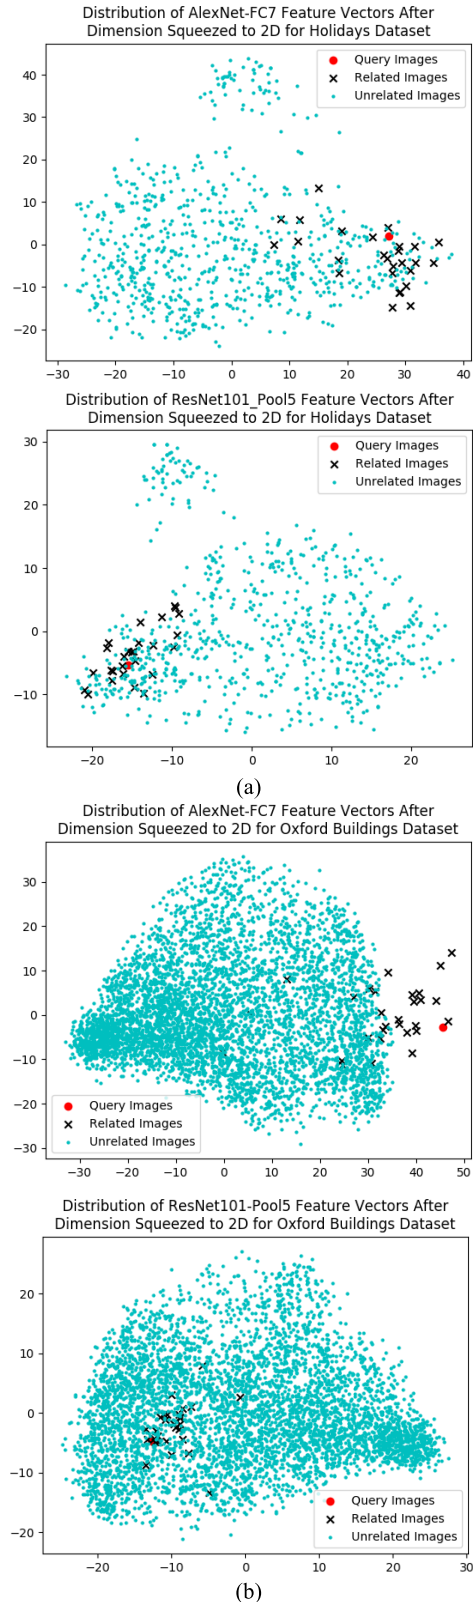 Distribution of AlexNet-FC7 Feature Vectors After
Dimension Squeezed to 2D for Holidays Dataset
Query Images
Related Images
Unrelated Images
40
30
20
10
0
−10
−20
−30 −20 −10 0 10 20 30 40
Distribution of ResNet101_Pool5 Feature Vectors After
Dimension Squeezed to 2D for Holidays Dataset
Query Images
Related Images
Unrelated Images
30
20
10
0
−10
−20 −10 0 10 20
(a)
Distribution of AlexNet-FC7 Feature Vectors After
Dimension Squeezed to 2D for Oxford Buildings Dataset
30
20
10
0
−10
−20
−30
Query Images
Related Images
Unrelated Images
−30 −20 −10 0 10 20 30 40 50
Distribution of ResNet101-Pool5 Feature Vectors After
Dimension Squeezed to 2D for Oxford Buildings Dataset
20
10
0
−10
−20
Query Images
Related Images
Unrelated Images
−20 −10 0 10 20 30
(b)